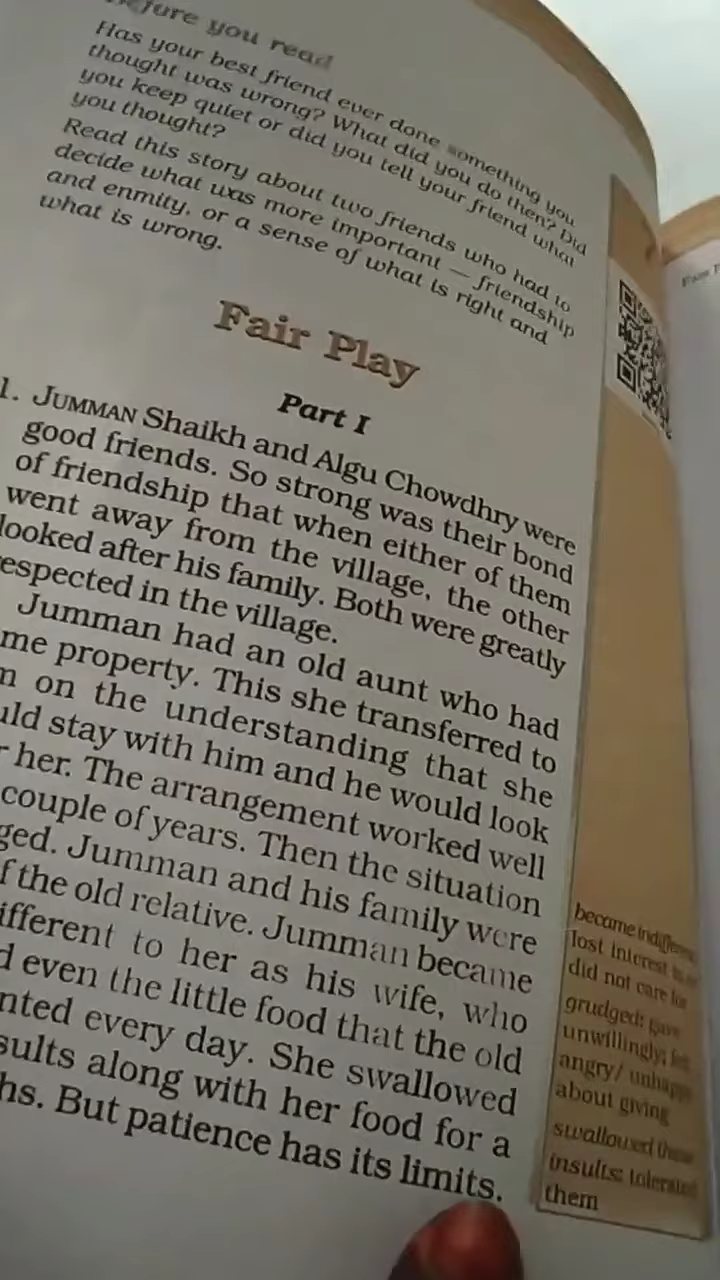 Before you read
Has your best friend ever done something you
thought was wrong? What did you do then? Did
you keep quiet or did you tell your friend what
you thought?
Read this story about two friends who had to
decide what was more important — friendship
and enmity, or a sense of what is right and
what is wrong.
Fair Play
Part I
1. JUMMAN Shaikh and Algu Chowdhry were
good friends. So strong was their bond
of friendship that when either of them
went away from the village, the other
looked after his family. Both were greatly
espected in the village.
Jumman had an old aunt who had
me property. This she transferred to
m on the understanding that she
uld stay with him and he would look
r her. The arrangement worked well
couple of years. Then the situation
ged. Jumman and his family were
f the old relative. Jumman became
ifferent to her as his wife, who
d even the little food that the old
nted every day. She swallowed
sults along with her food for a
hs. But patience has its limits.
became
lost interest
did not care for
grudged: gave
unwillingly; felt
angry/ unhappy
about giving
swallowed these
insults: tolerated
them